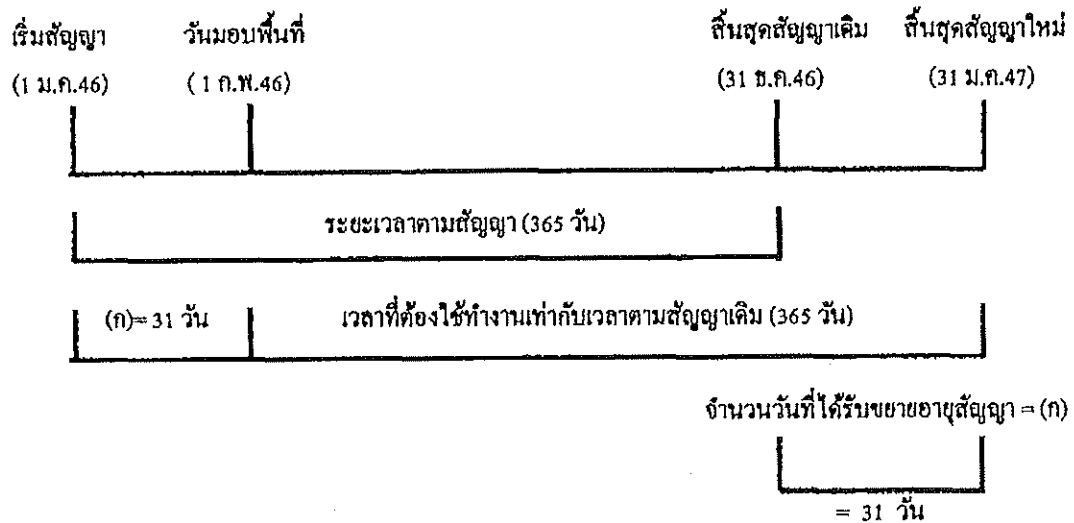 เริ่มสัญญา วันมอบพื้นที่ สิ้นสุดสัญญาเดิม สิ้นสุดสัญญาใหม่
(1 ม.ค.46) ( 1 ก.พ.46) (31 ธ.ค.46) (31 ม.ค.47)
ระยะเวลาตามสัญญา (365 วัน)
(ก)= 31 วัน เวลาที่ต้องใช้ทำงานเท่ากับเวลาตามสัญญาเดิม (365 วัน)
จำนวนวันที่ได้รับขยายอายุสัญญา = (ก)
= 31 วัน